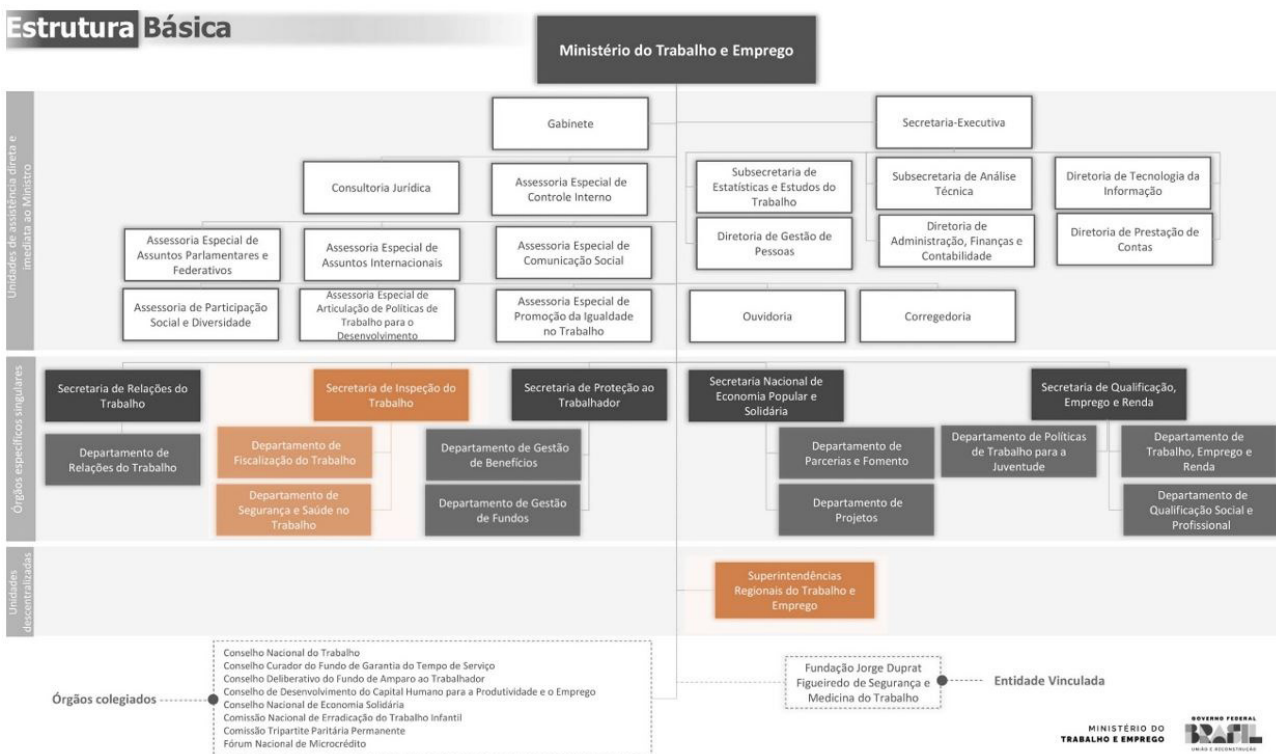 Estrutura Básica
Ministério do Trabalho e Emprego
Unidades de assistência direta e
imediata ao Ministro
Gabinete
Secretaria-Executiva
Consultoria Jurídica
Assessoria Especial de
Controle Interno
Subsecretaria de
Estatísticas e Estudos do
Trabalho
Subsecretaria de Análise
Técnica
Diretoria de Tecnologia da
Informação
Assessoria Especial de
Assuntos Parlamentares e
Federativos
Assessoria Especial de
Assuntos Internacionais
Assessoria Especial de
Comunicação Social
Diretoria de Gestão de
Pessoas
Diretoria de
Administração, Finanças e
Contabilidade
Diretoria de Prestação de
Contas
Assessoria de Participação
Social e Diversidade
Assessoria Especial de
Articulação de Políticas de
Trabalho para o
Desenvolvimento
Assessoria Especial de
Promoção da Igualdade
no Trabalho
Ouvidoria
Corregedoria
Órgãos específicos singulares
Secretaria de Relações do
Trabalho
Secretaria de Inspeção do
Trabalho
Secretaria de Proteção ao
Trabalhador
Secretaria Nacional de
Economia Popular e
Solidária
Secretaria de Qualificação,
Emprego e Renda
Departamento de
Relações do Trabalho
Departamento de
Fiscalização do Trabalho
Departamento de Gestão
de Benefícios
Departamento de
Parcerias e Fomento
Departamento de Políticas
de Trabalho para a
Juventude
Departamento de
Trabalho, Emprego e
Renda
Departamento de
Segurança e Saúde no
Trabalho
Departamento de Gestão
de Fundos
Departamento de
Projetos
Departamento de
Qualificação Social e
Profissional
Unidades
descentralizadas
Superintendências
Regionais do Trabalho e
Emprego
Órgãos colegiados
Conselho Nacional do Trabalho
Conselho Curador do Fundo de Garantia do Tempo de Serviço
Conselho Deliberativo do Fundo de Amparo ao Trabalhador
Conselho de Desenvolvimento do Capital Humano para a Produtividade e o Emprego
Conselho Nacional de Economia Solidária
Comissão Nacional de Erradicação do Trabalho Infantil
Comissão Tripartite Paritária Permanente
Fórum Nacional de Microcrédito
Fundação Jorge Duprat
Figueiredo de Segurança e
Medicina do Trabalho
Entidade Vinculada
MINISTÉRIO DO
TRABALHO E EMPREGO
GOVERNO FEDERAL
BRASIL
UNIÃO E RECONSTRUÇÃO